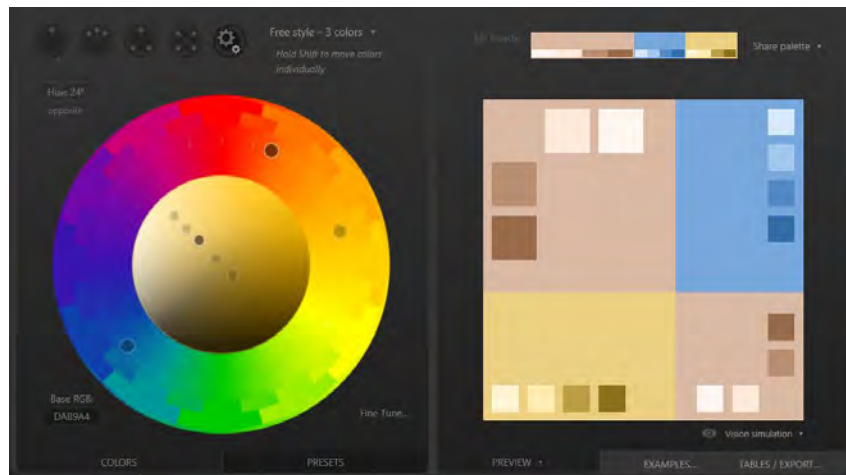 Free style – 3 colors
Hold Shift to move colors
individually
Share palette
Hue: 24°
opposite
Base RGB:
DAB9A4
Fine Tune...
Vision simulation
COLORS
PRESETS
PREVIEW
EXAMPLES...
TABLES / EXPORT...